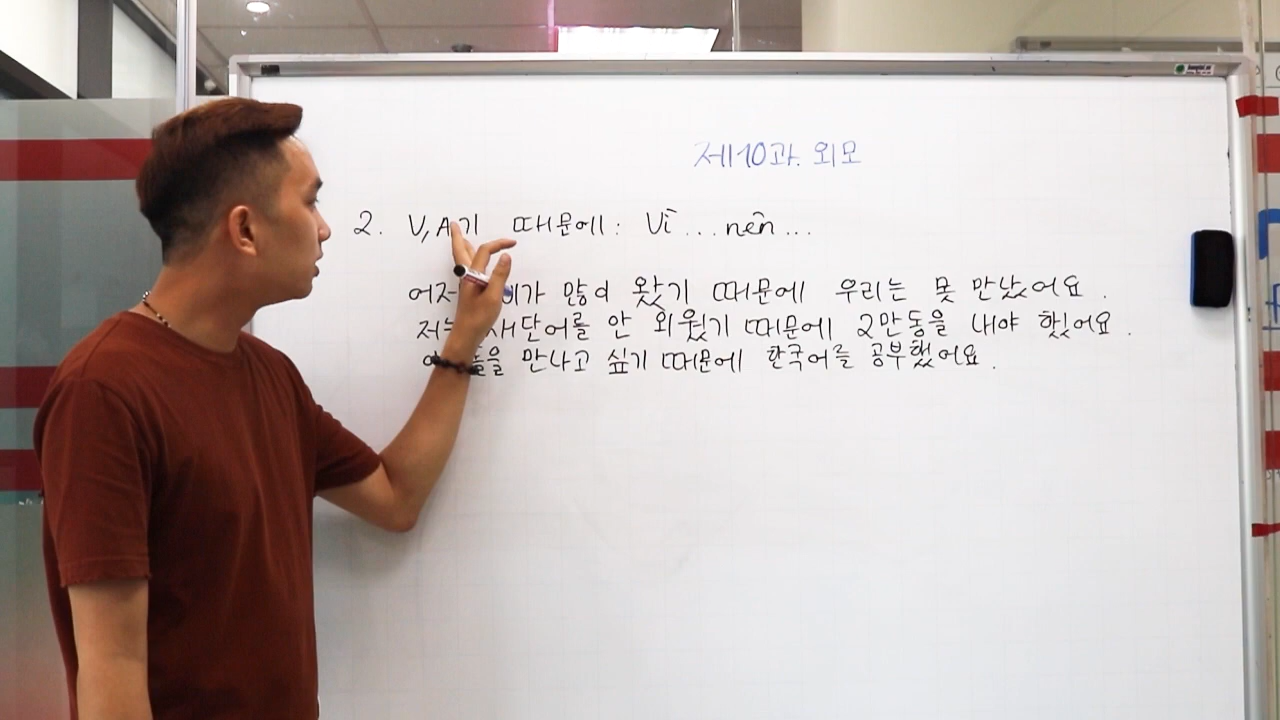 제10과. 외모
2. V,A기 때문에: Vì ... nên ...
비가 많이 왔기 때문에 우리는 못 만났어요.
새단어를 안 외웠기 때문에 2만동을 내야 했어요.
만나고 싶기 때문에 한국어를 공부했어요.